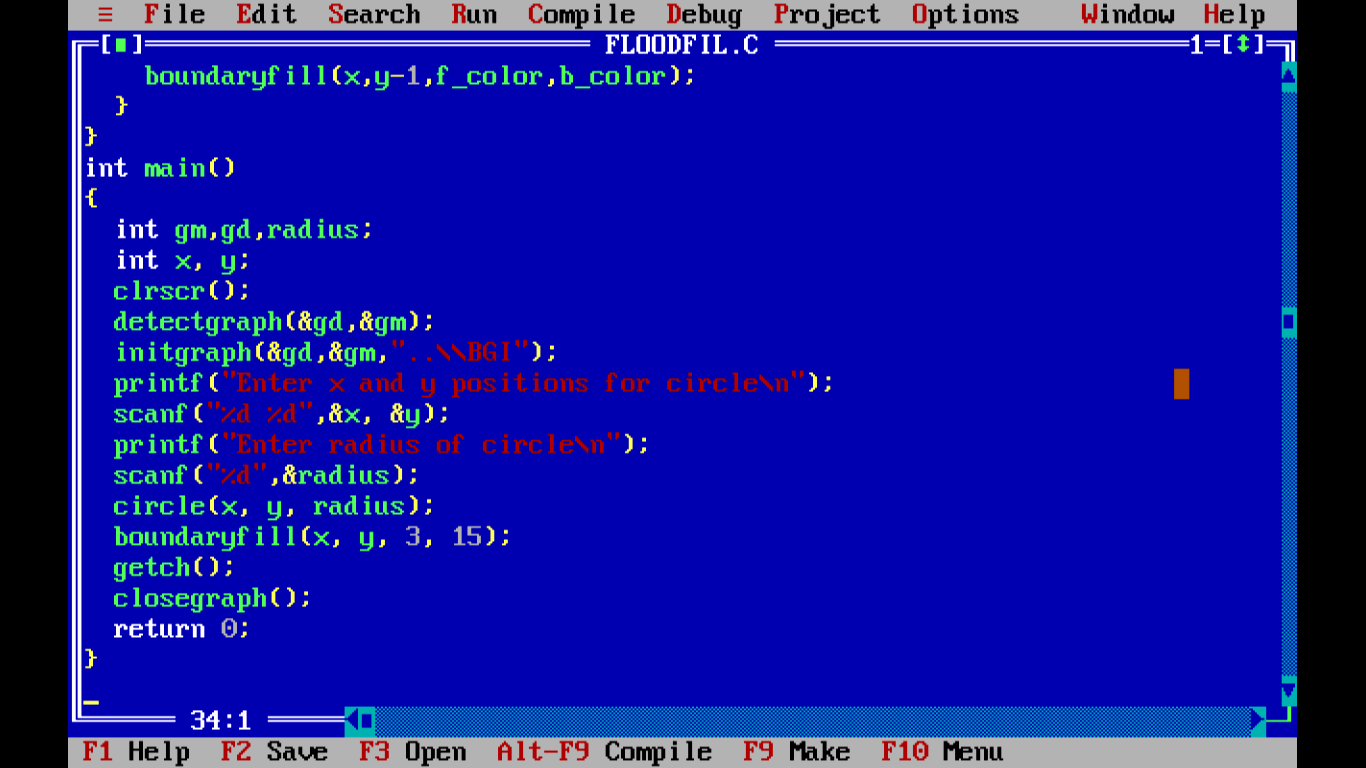 ≡ File Edit Search Run Compile Debug Project Options Window Help
[■] FLOODFIL.C 1=[↕]
boundaryfill(x,y-1,f_color,b_color);
}
}
int main()
{
int gm,gd,radius;
int x, y;
clrscr();
detectgraph(&gd,&gm);
initgraph(&gd,&gm,"..\\BGI");
printf("Enter x and y positions for circle\n");
scanf("%d %d",&x, &y);
printf("Enter radius of circle\n");
scanf("%d",&radius);
circle(x, y, radius);
boundaryfill(x, y, 3, 15);
getch();
closegraph();
return 0;
}
34:1
F1 Help F2 Save F3 Open Alt-F9 Compile F9 Make F10 Menu